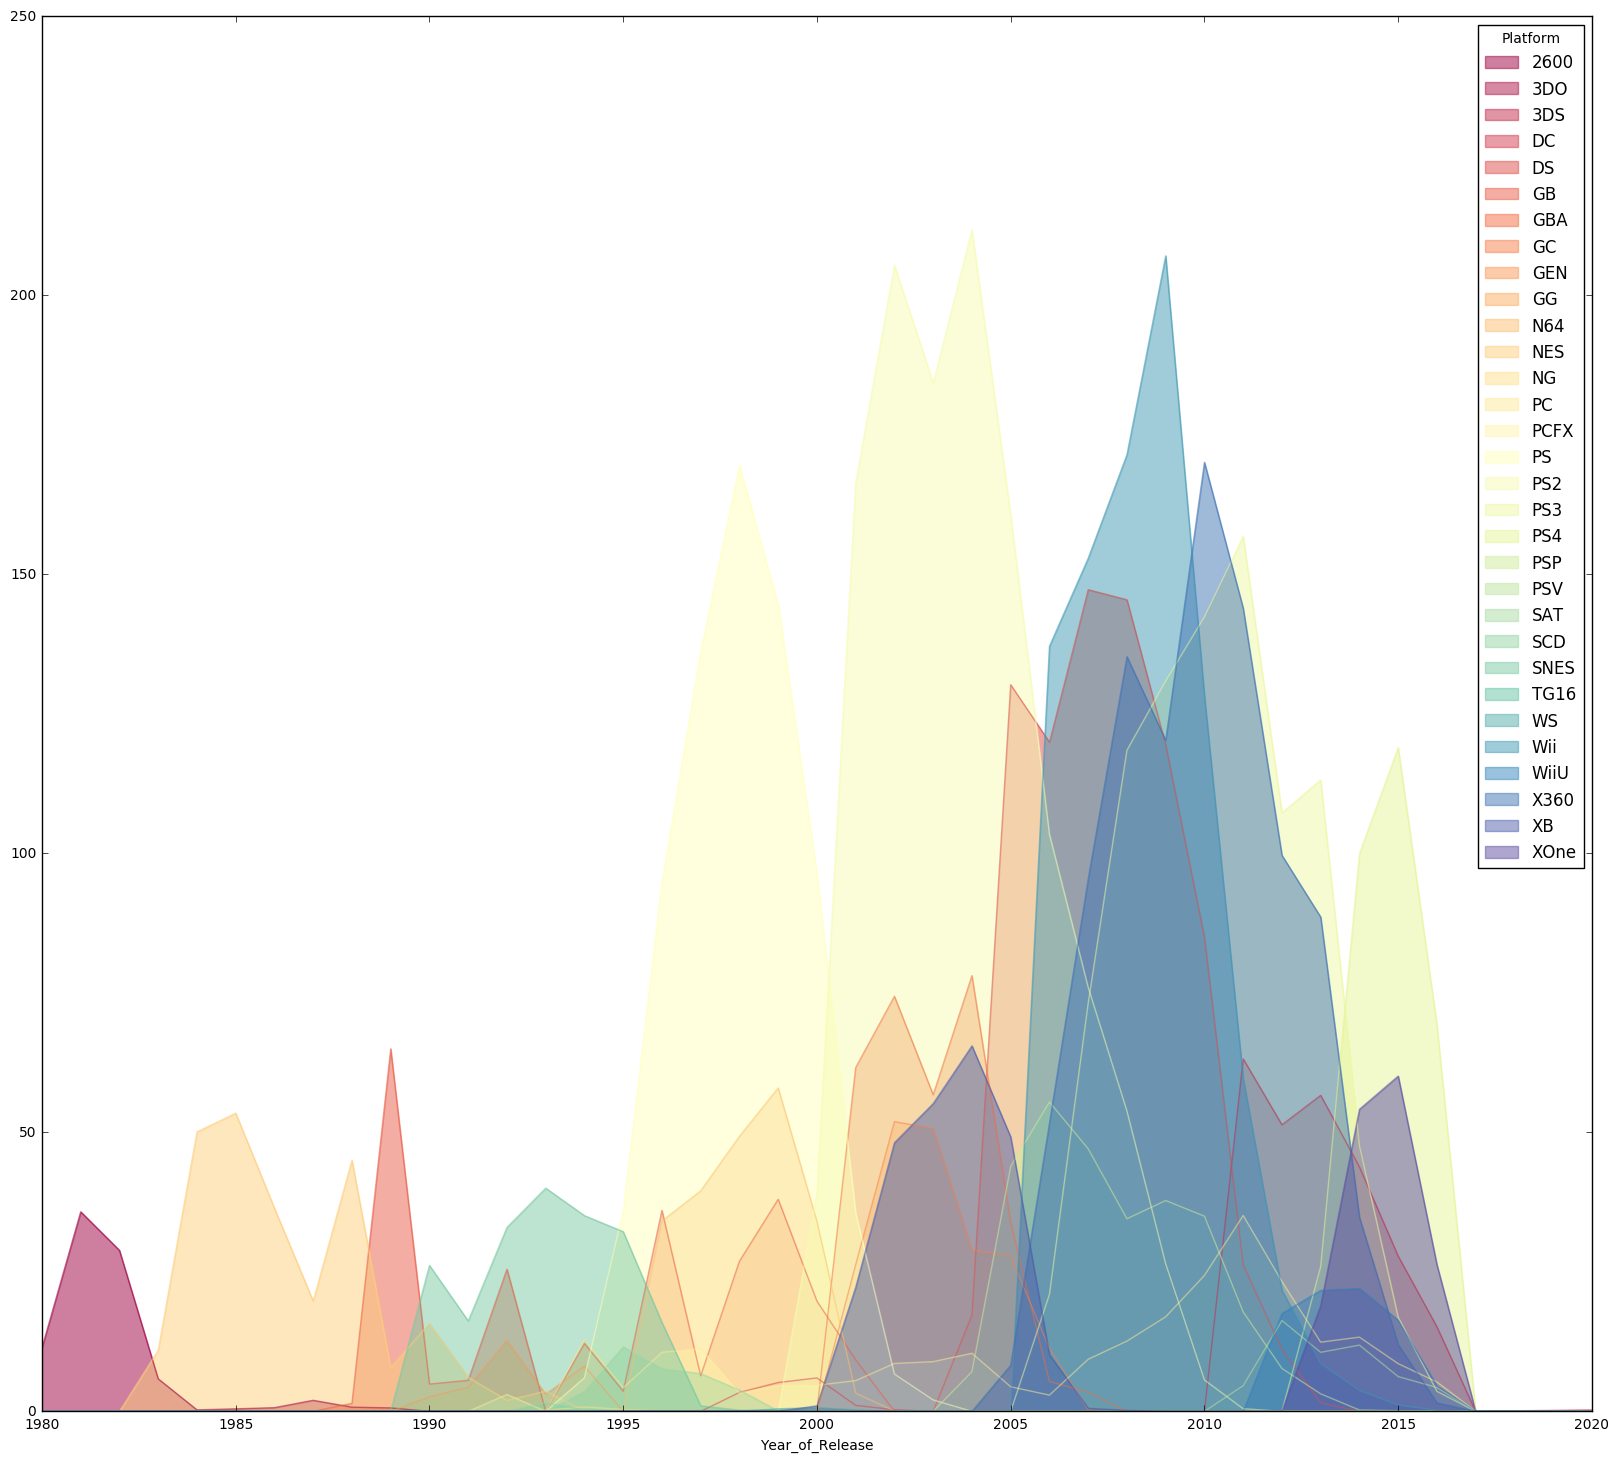 250
200
150
100
50
0
1980 1985 1990 1995 2000 2005 2010 2015 2020
Year_of_Release
Platform
2600
3DO
3DS
DC
DS
GB
GBA
GC
GEN
GG
N64
NES
NG
PC
PCFX
PS
PS2
PS3
PS4
PSP
PSV
SAT
SCD
SNES
TG16
WS
Wii
WiiU
X360
XB
XOne